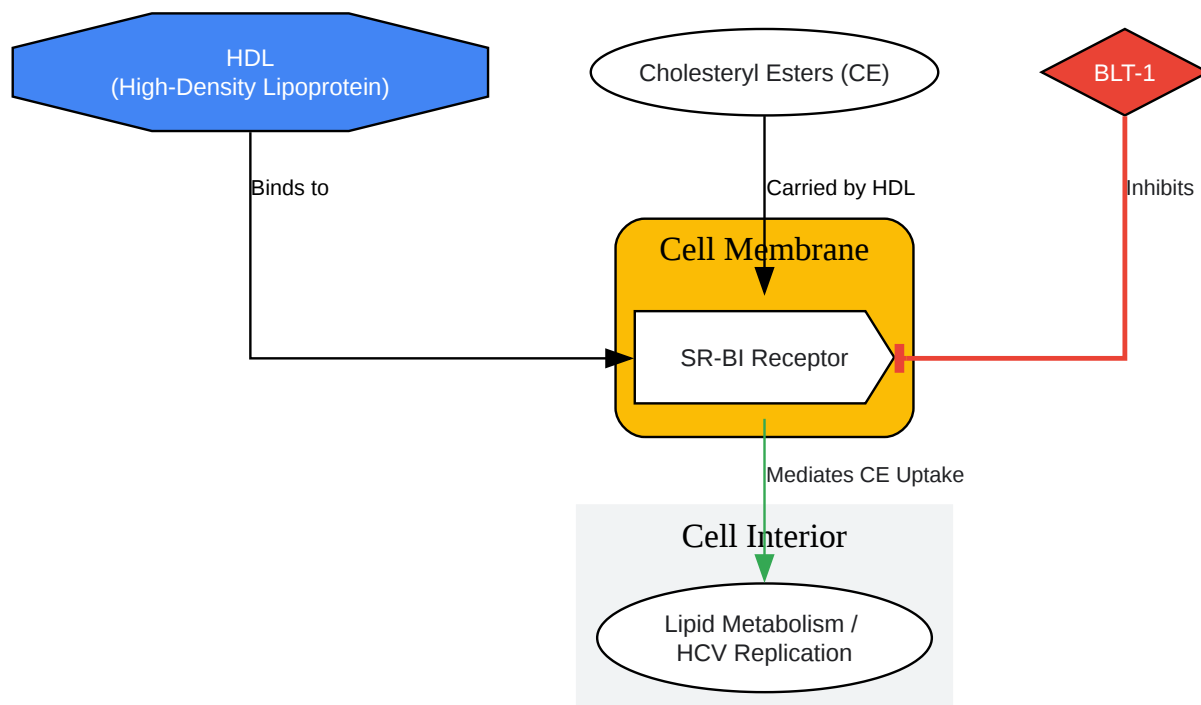 HDL
(High-Density Lipoprotein)
Cholesteryl Esters (CE)
BLT-1
Binds to
Carried by HDL
Inhibits
Cell Membrane
SR-BI Receptor
Mediates CE Uptake
Cell Interior
Lipid Metabolism /
HCV Replication